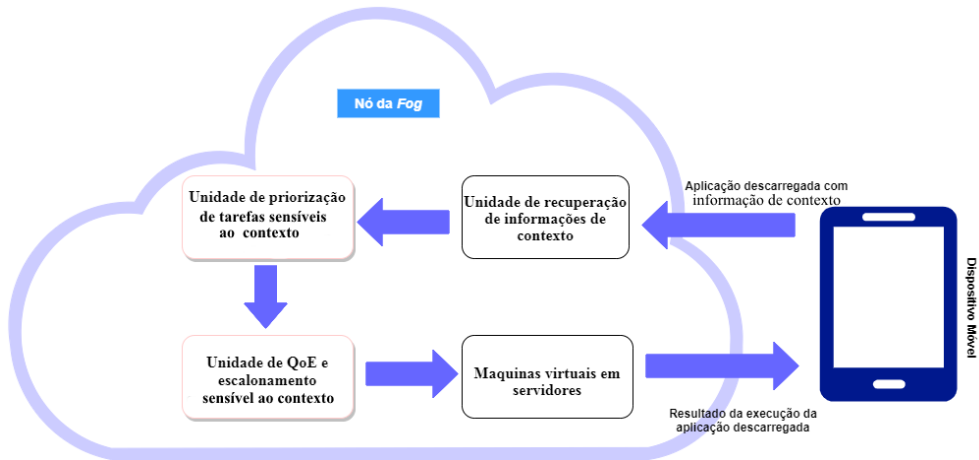 Nó da Fog
Unidade de priorização
de tarefas sensíveis
ao contexto
Unidade de recuperação
de informações de
contexto
Aplicação descarregada com
informação de contexto
Dispositivo Móvel
Unidade de QoE e
escalonamento
sensível ao contexto
Maquinas virtuais em
servidores
Resultado da execução da
aplicação descarregada